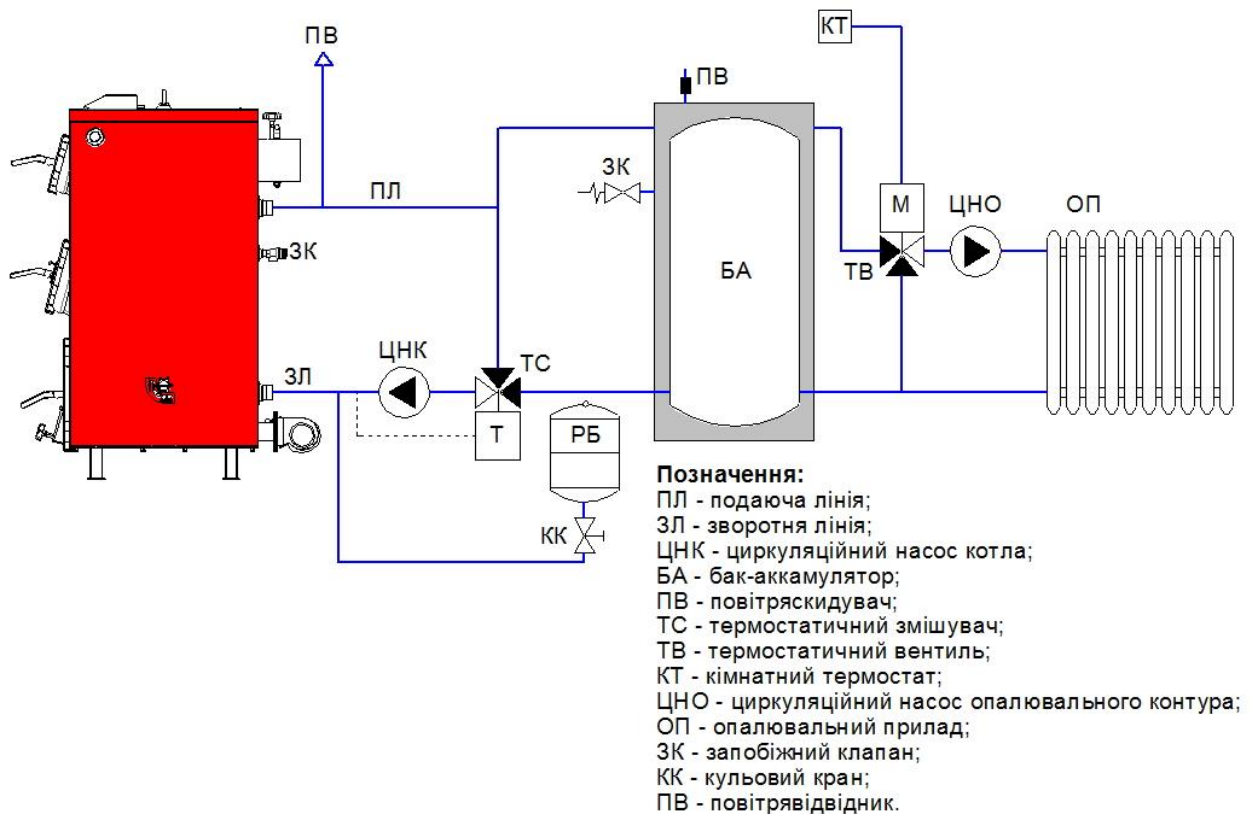 ПВ
КТ
ПВ
ЗК
ПЛ
М
ЦНО
ОП
ЗК
БА
ТВ
ЦНК
ТС
ЗЛ
Т
РБ
КК
Позначення:
ПЛ - подаюча лінія;
ЗЛ - зворотня лінія;
ЦНК - циркуляційний насос котла;
БА - бак-аккамулятор;
ПВ - повітряскидувач;
ТС - термостатичний змішувач;
ТВ - термостатичний вентиль;
КТ - кімнатний термостат;
ЦНО - циркуляційний насос опалювального контура;
ОП - опалювальний прилад;
ЗК - запобіжний клапан;
КК - кульовий кран;
ПВ - повітрявідвідник.